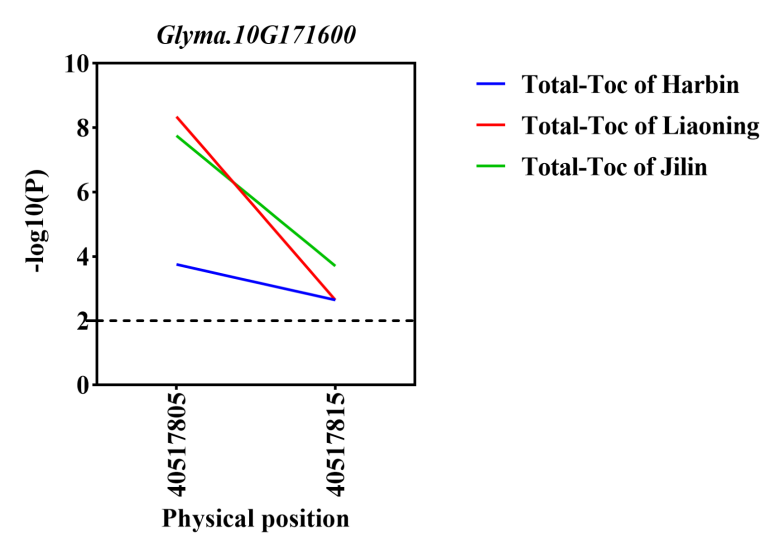 Glyma.10G171600
10
8
6
4
2
0
-log10(P)
40517805
40517815
Physical position
Total-Toc of Harbin
Total-Toc of Liaoning
Total-Toc of Jilin